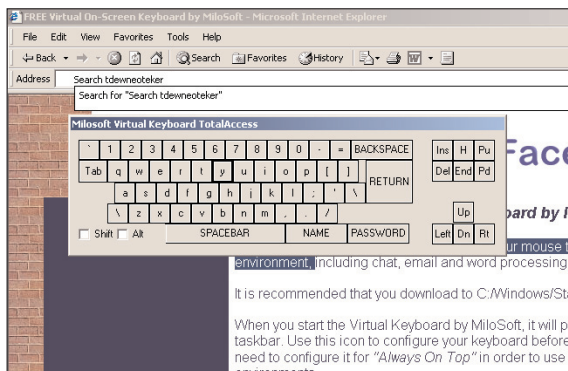 FREE Virtual On-Screen Keyboard by MiloSoft - Microsoft Internet Explorer
File Edit View Favorites Tools Help
Back Search Favorites History
Address Search tdewneoteker
Search for "Search tdewneoteker"
Milosoft Virtual Keyboard TotalAccess
` 1 2 3 4 5 6 7 8 9 0 - = BACKSPACE Ins H Pu
Tab q w e r t y u i o p [ ] RETURN Del End Pd
a s d f g h j k l ; ' \
\ z x c v b n m , . / Up
Shift Alt SPACEBAR NAME PASSWORD Left Dn Rt
Face
oard by
ur mouse t
environment, including chat, email and word processing
It is recommended that you download to C:/Windows/Sta
When you start the Virtual Keyboard by MiloSoft, it will p
taskbar. Use this icon to configure your keyboard before
need to configure it for "Always On Top" in order to use